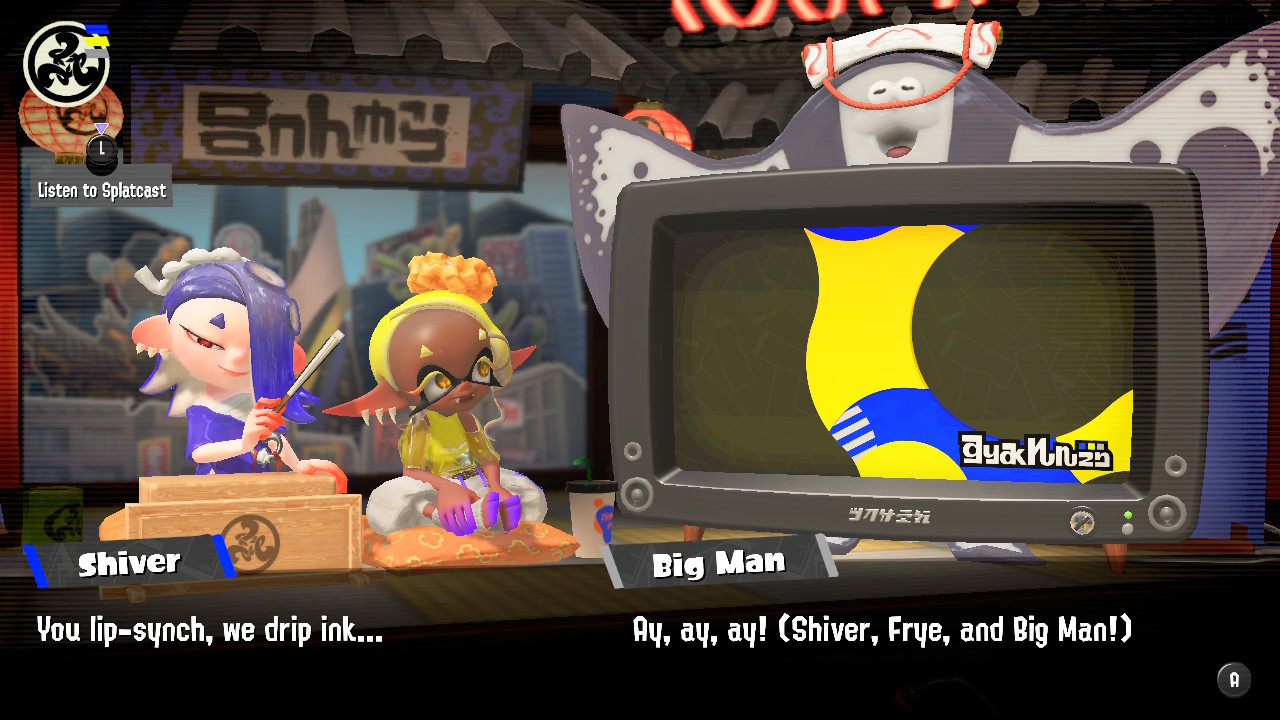 L
Listen to Splatcast
Shiver
You lip-synch, we drip ink...
Big Man
Ay, ay, ay! (Shiver, Frye, and Big Man!)
A